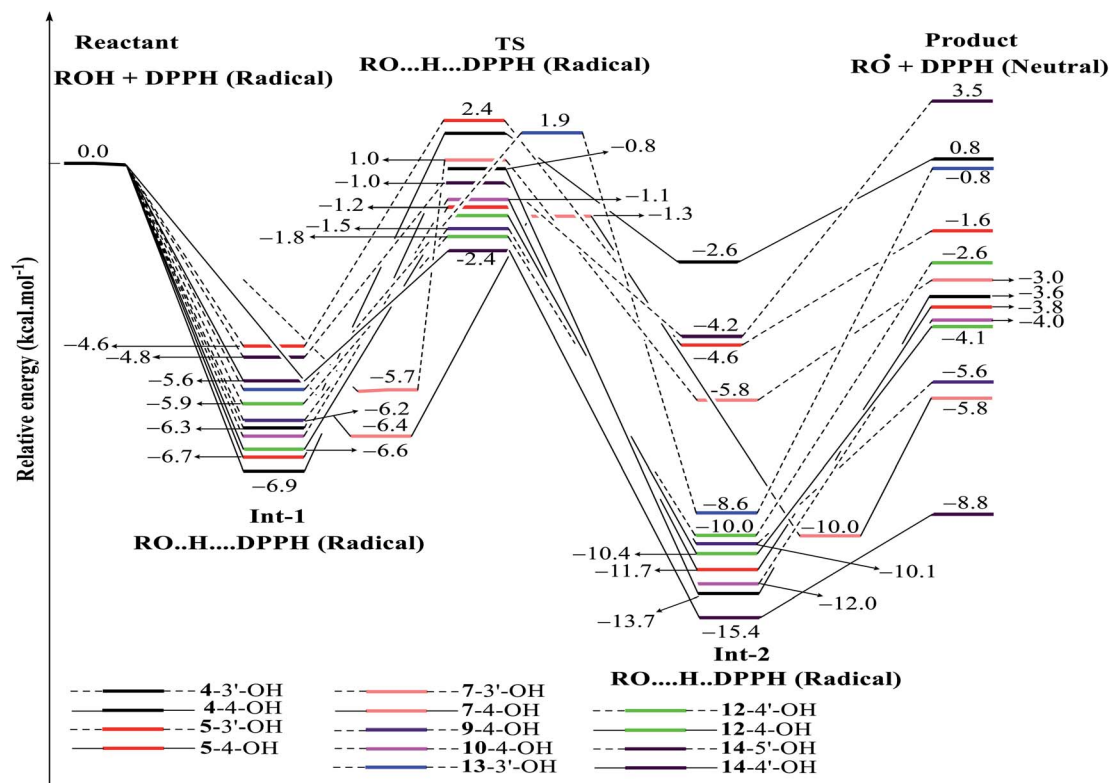 Reactant
ROH + DPPH (Radical)
TS
RO...H...DPPH (Radical)
Product
RO• + DPPH (Neutral)
Relative energy (kcal.mol-1)
0.0
−4.6
−4.8
−5.6
−5.9
−6.3
−6.7
−6.9
−6.2
−6.6
−5.7
−6.4
Int-1
RO..H....DPPH (Radical)
2.4
1.9
1.0
−0.8
−1.0
−1.1
−1.2
−1.3
−1.5
−1.8
−2.4
−2.6
−4.2
−4.6
−5.8
−8.6
−10.0
−10.0
−10.4
−10.1
−11.7
−12.0
−13.7
−15.4
Int-2
RO....H..DPPH (Radical)
3.5
0.8
−0.8
−1.6
−2.6
−3.0
−3.6
−3.8
−4.0
−4.1
−5.6
−5.8
−8.8
4-3'-OH
4-4-OH
5-3'-OH
5-4-OH
7-3'-OH
7-4-OH
9-4-OH
10-4-OH
13-3'-OH
12-4'-OH
12-4-OH
14-5'-OH
14-4'-OH